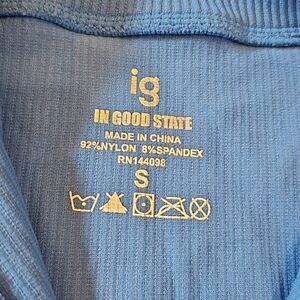 ig
IN GOOD STATE
MADE IN CHINA
92%NYLON 8%SPANDEX
RN144098
S